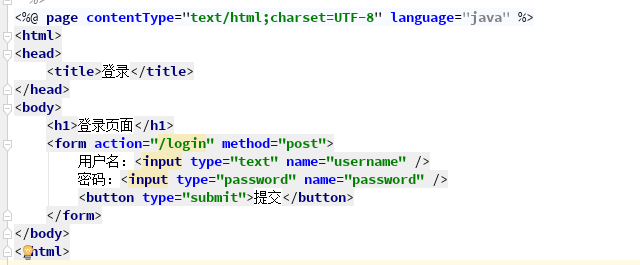 <%@ page contentType="text/html;charset=UTF-8" language="java" %>
<html>
<head>
    <title>登录</title>
</head>
<body>
    <h1>登录页面</h1>
    <form action="/login" method="post">
        用户名：<input type="text" name="username" />
        密码：<input type="password" name="password" />
        <button type="submit">提交</button>
    </form>
</body>
</html>